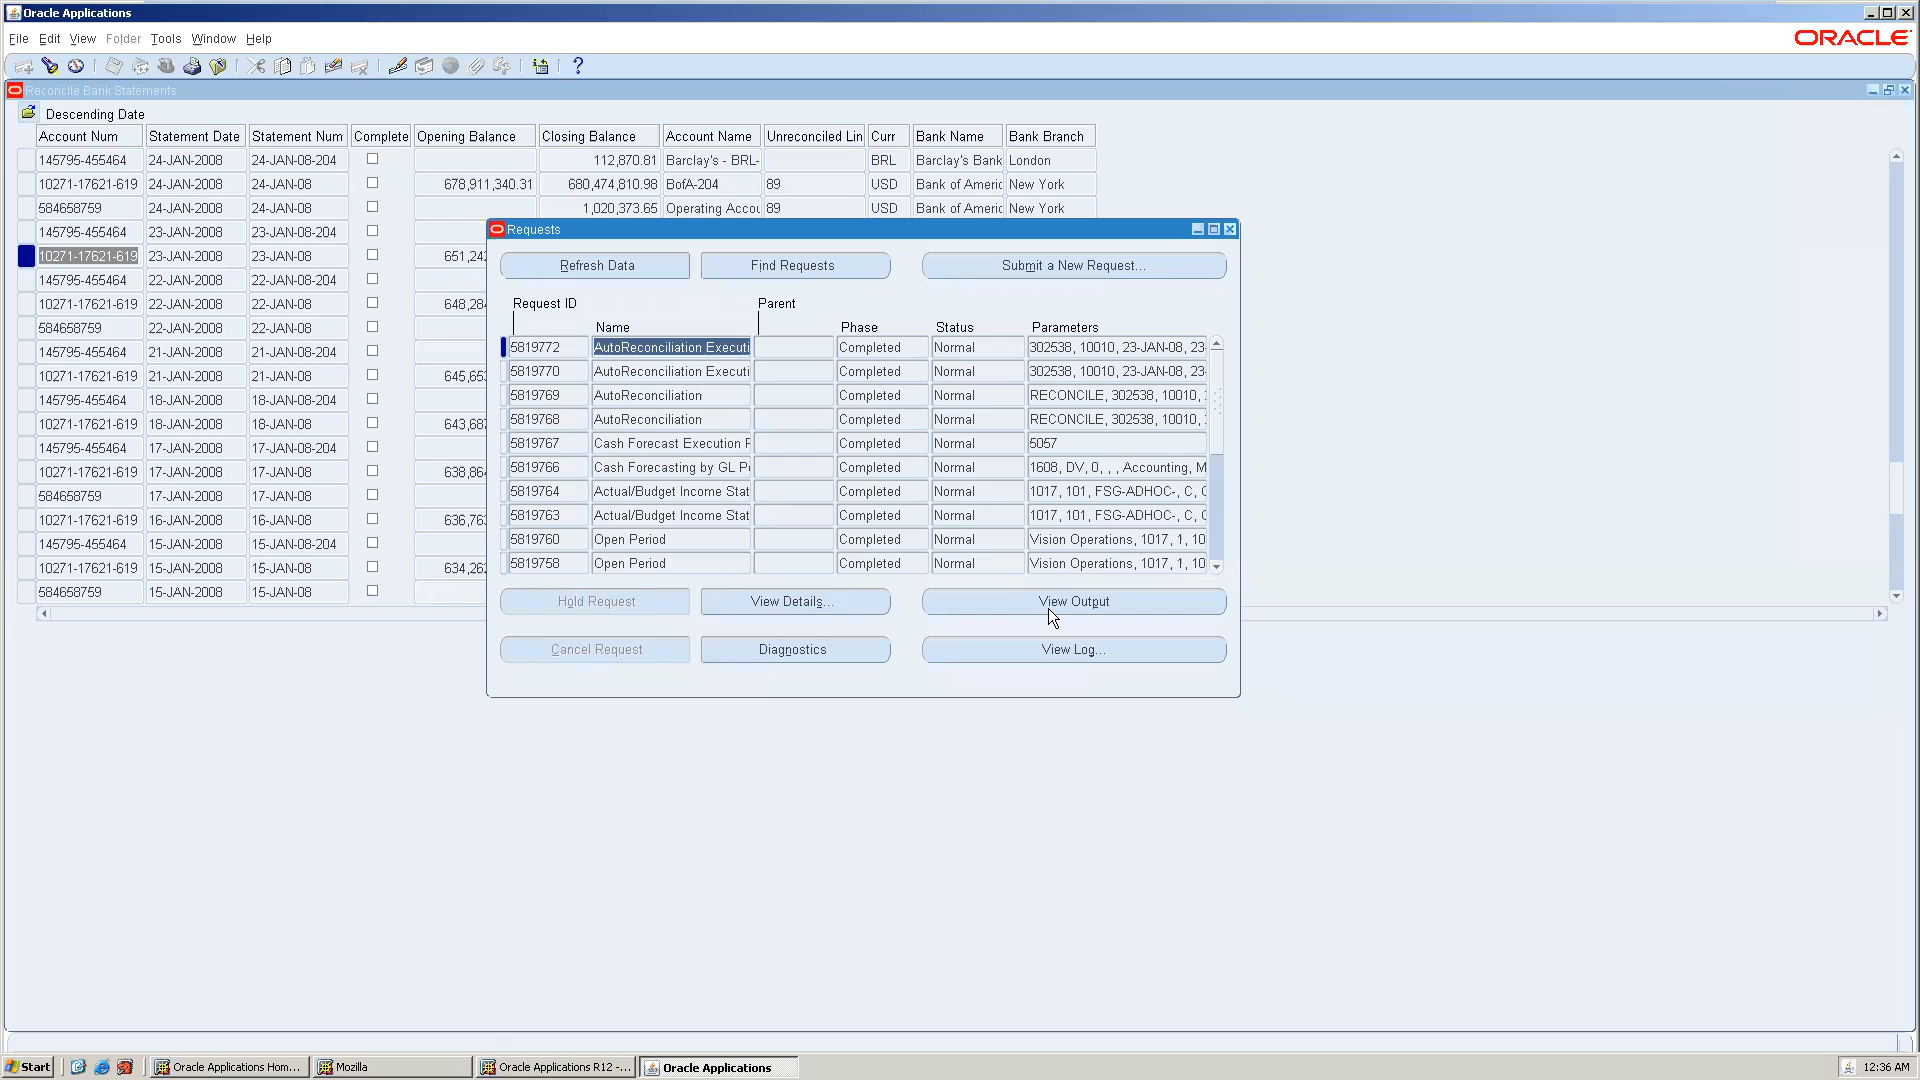 Oracle Applications
File Edit View Folder Tools Window Help
ORACLE
Reconcile Bank Statements
Descending Date
Account Num Statement Date Statement Num Complete Opening Balance Closing Balance Account Name Unreconciled Lin Curr Bank Name Bank Branch
145795-455464 24-JAN-2008 24-JAN-08-204 112,870.81 Barclay's - BRL- BRL Barclay's Bank London
10271-17621-619 24-JAN-2008 24-JAN-08 678,911,340.31 680,474,810.98 BofA-204 89 USD Bank of Americ New York
584658759 24-JAN-2008 24-JAN-08 1,020,373.65 Operating Accou 89 USD Bank of Americ New York
145795-455464 23-JAN-2008 23-JAN-08-204
10271-17621-619 23-JAN-2008 23-JAN-08 651,242
145795-455464 22-JAN-2008 22-JAN-08-204
10271-17621-619 22-JAN-2008 22-JAN-08 648,284
584658759 22-JAN-2008 22-JAN-08
145795-455464 21-JAN-2008 21-JAN-08-204
10271-17621-619 21-JAN-2008 21-JAN-08 645,653
145795-455464 18-JAN-2008 18-JAN-08-204
10271-17621-619 18-JAN-2008 18-JAN-08 643,687
145795-455464 17-JAN-2008 17-JAN-08-204
10271-17621-619 17-JAN-2008 17-JAN-08 638,864
584658759 17-JAN-2008 17-JAN-08
10271-17621-619 16-JAN-2008 16-JAN-08 636,763
145795-455464 15-JAN-2008 15-JAN-08-204
10271-17621-619 15-JAN-2008 15-JAN-08 634,262
584658759 15-JAN-2008 15-JAN-08
Requests
Refresh Data Find Requests Submit a New Request...
Request ID Parent
Name Phase Status Parameters
5819772 AutoReconciliation Executi Completed Normal 302538, 10010, 23-JAN-08, 23-
5819770 AutoReconciliation Executi Completed Normal 302538, 10010, 23-JAN-08, 23-
5819769 AutoReconciliation Completed Normal RECONCILE, 302538, 10010,
5819768 AutoReconciliation Completed Normal RECONCILE, 302538, 10010,
5819767 Cash Forecast Execution Completed Normal 5057
5819766 Cash Forecasting by GL P Completed Normal 1608, DV, 0, , , Accounting, M
5819764 Actual/Budget Income Stat Completed Normal 1017, 101, FSG-ADHOC-, C,
5819763 Actual/Budget Income Stat Completed Normal 1017, 101, FSG-ADHOC-, C,
5819760 Open Period Completed Normal Vision Operations, 1017, 1, 10
5819758 Open Period Completed Normal Vision Operations, 1017, 1, 10
Hold Request View Details... View Output
Cancel Request Diagnostics View Log...
Start Oracle Applications Hom... Mozilla Oracle Applications R12 -... Oracle Applications 12:36 AM